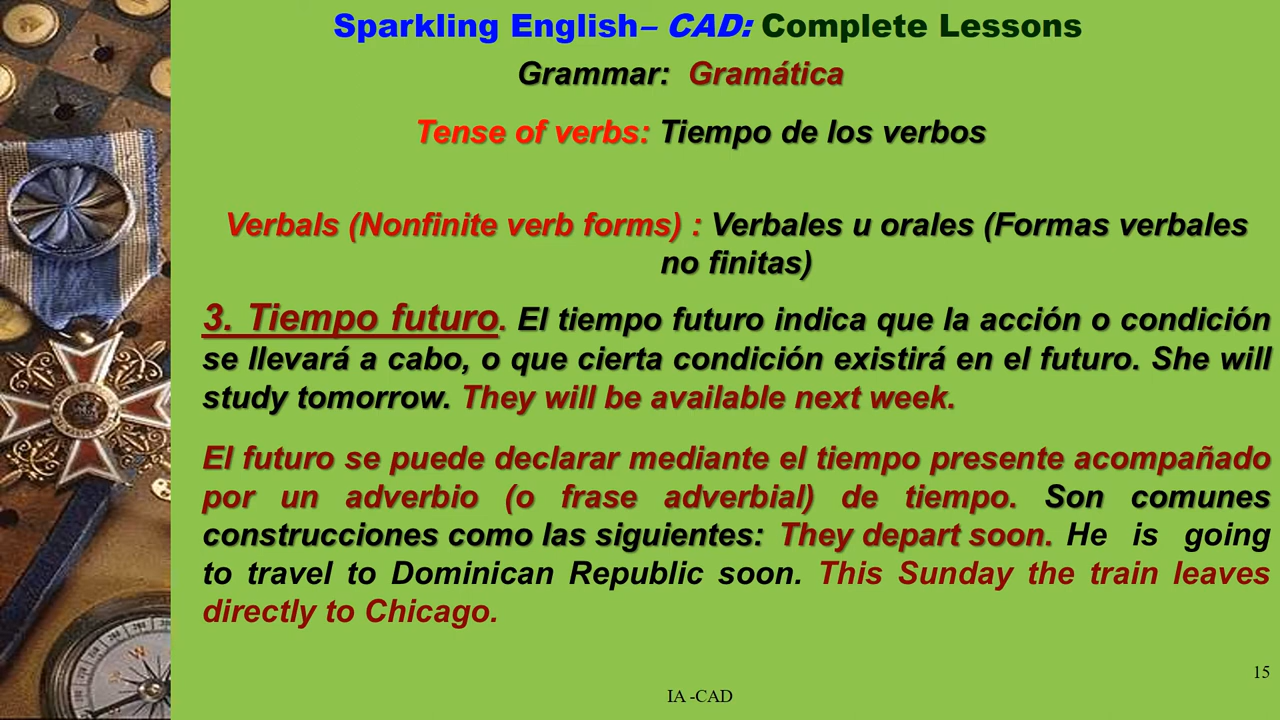 Sparkling English– CAD: Complete Lessons
Grammar: Gramática
Tense of verbs: Tiempo de los verbos
Verbals (Nonfinite verb forms) : Verbales u orales (Formas verbales
no finitas)
3. Tiempo futuro. El tiempo futuro indica que la acción o condición
se llevará a cabo, o que cierta condición existirá en el futuro. She will
study tomorrow. They will be available next week.
El futuro se puede declarar mediante el tiempo presente acompañado
por un adverbio (o frase adverbial) de tiempo. Son comunes
construcciones como las siguientes: They depart soon. He is going
to travel to Dominican Republic soon. This Sunday the train leaves
directly to Chicago.
15
IA -CAD